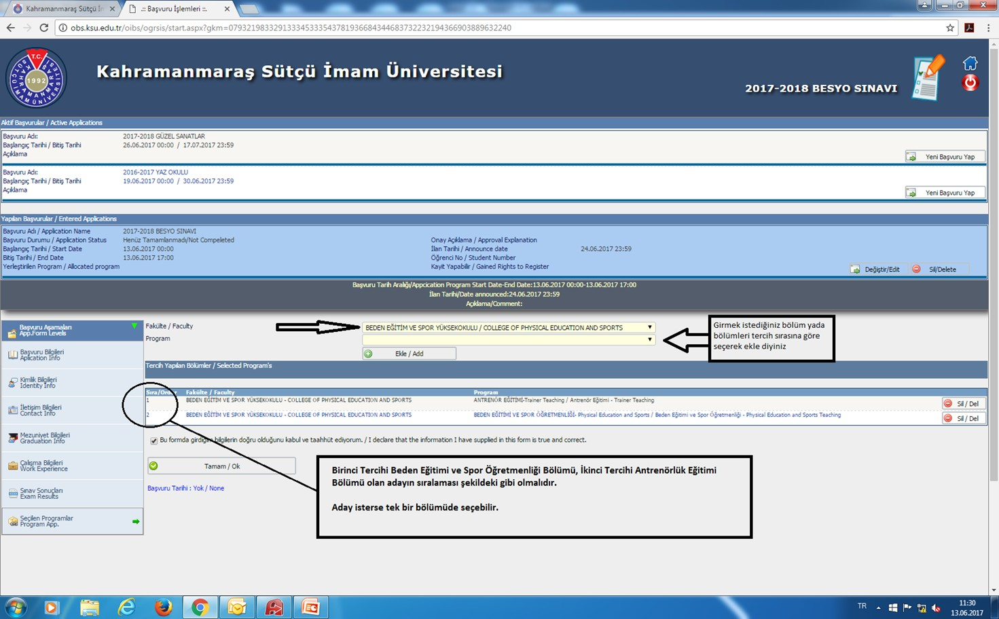 Kahramanmaraş Sütçü İn
.:: Başvuru İşlemleri ::.
obs.ksu.edu.tr/oibs/ogrsis/start.aspx?gkm=079321983329133345333543781936684344683732232194366903889632240
T.C.
1992
Kahramanmaraş Sütçü İmam Üniversitesi
2017-2018 BESYO SINAVI
Aktif Başvurular / Active Applications
Başvuru Adı: 2017-2018 GÜZEL SANATLAR
Başlangıç Tarihi / Bitiş Tarihi 26.06.2017 00:00 / 17.07.2017 23:59
Açıklama
Yeni Başvuru Yap
Başvuru Adı: 2016-2017 YAZ OKULU
Başlangıç Tarihi / Bitiş Tarihi 19.06.2017 00:00 / 30.06.2017 23:59
Açıklama
Yeni Başvuru Yap
Yapılan Başvurular / Entered Applications
Başvuru Adı / Application Name 2017-2018 BESYO SINAVI
Başvuru Durumu / Application Status Henüz Tamamlanmadı/Not Compeleted Onay Açıklama / Approval Explanation
Başlangıç Tarihi / Start Date 13.06.2017 00:00 İlan Tarihi / Announce date 24.06.2017 23:59
Bitiş Tarihi / End Date 13.06.2017 17:00 Öğrenci No / Student Number
Yerleştirilen Program / Allocated program Kayıt Yapabilir / Gained Rights to Register
Değiştir/Edit Sil/Delete
Başvuru Tarih Aralığı/Appcication Program Start Date-End Date:13.06.2017 00:00-13.06.2017 17:00
İlan Tarihi/Date announced:24.06.2017 23:59
Açıklama/Comment:
Başvuru Aşamaları
App.Form Levels
Başvuru Bilgileri
Aplication Info
Kimlik Bilgileri
Identity Info
İletişim Bilgileri
Contact Info
Mezuniyet Bilgileri
Graduation Info
Çalışma Bilgileri
Work Experience
Sınav Sonuçları
Exam Results
Seçilen Programlar
Program App.
Fakülte / Faculty BEDEN EĞİTİM VE SPOR YÜKSEKOKULU / COLLEGE OF PHYSICAL EDUCATION AND SPORTS
Program
Ekle / Add
Girmek istediğiniz bölüm yada
bölümleri tercih sırasına göre
seçerek ekle diyiniz
Tercih Yapılan Bölümler / Selected Program's
Sıra/Order Fakülte / Faculty Program
1 BEDEN EĞİTİM VE SPOR YÜKSEKOKULU - COLLEGE OF PHYSICAL EDUCATION AND SPORTS ANTRENÖR EĞİTİMİ-Trainer Teaching / Antrenör Eğitimi - Trainer Teaching Sil / Del
2 BEDEN EĞİTİM VE SPOR YÜKSEKOKULU - COLLEGE OF PHYSICAL EDUCATION AND SPORTS BEDEN EĞİTİMİ VE SPOR ÖĞRETMENLİĞİ- Physical Education and Sports / Beden Eğitimi ve Spor Öğretmenliği - Physical Education and Sports Teaching Sil / Del
Bu formda girdiğim bilgilerin doğru olduğunu kabul ve taahhüt ediyorum. / I declare that the information I have supplied in this form is true and correct.
Tamam / Ok
Başvuru Tarihi : Yok / None
Birinci Tercihi Beden Eğitimi ve Spor Öğretmenliği Bölümü, İkinci Tercihi Antrenörlük Eğitimi
Bölümü olan adayın sıralaması şekildeki gibi olmalıdır.
Aday isterse tek bir bölümüde seçebilir.
TR
11:30
13.06.2017